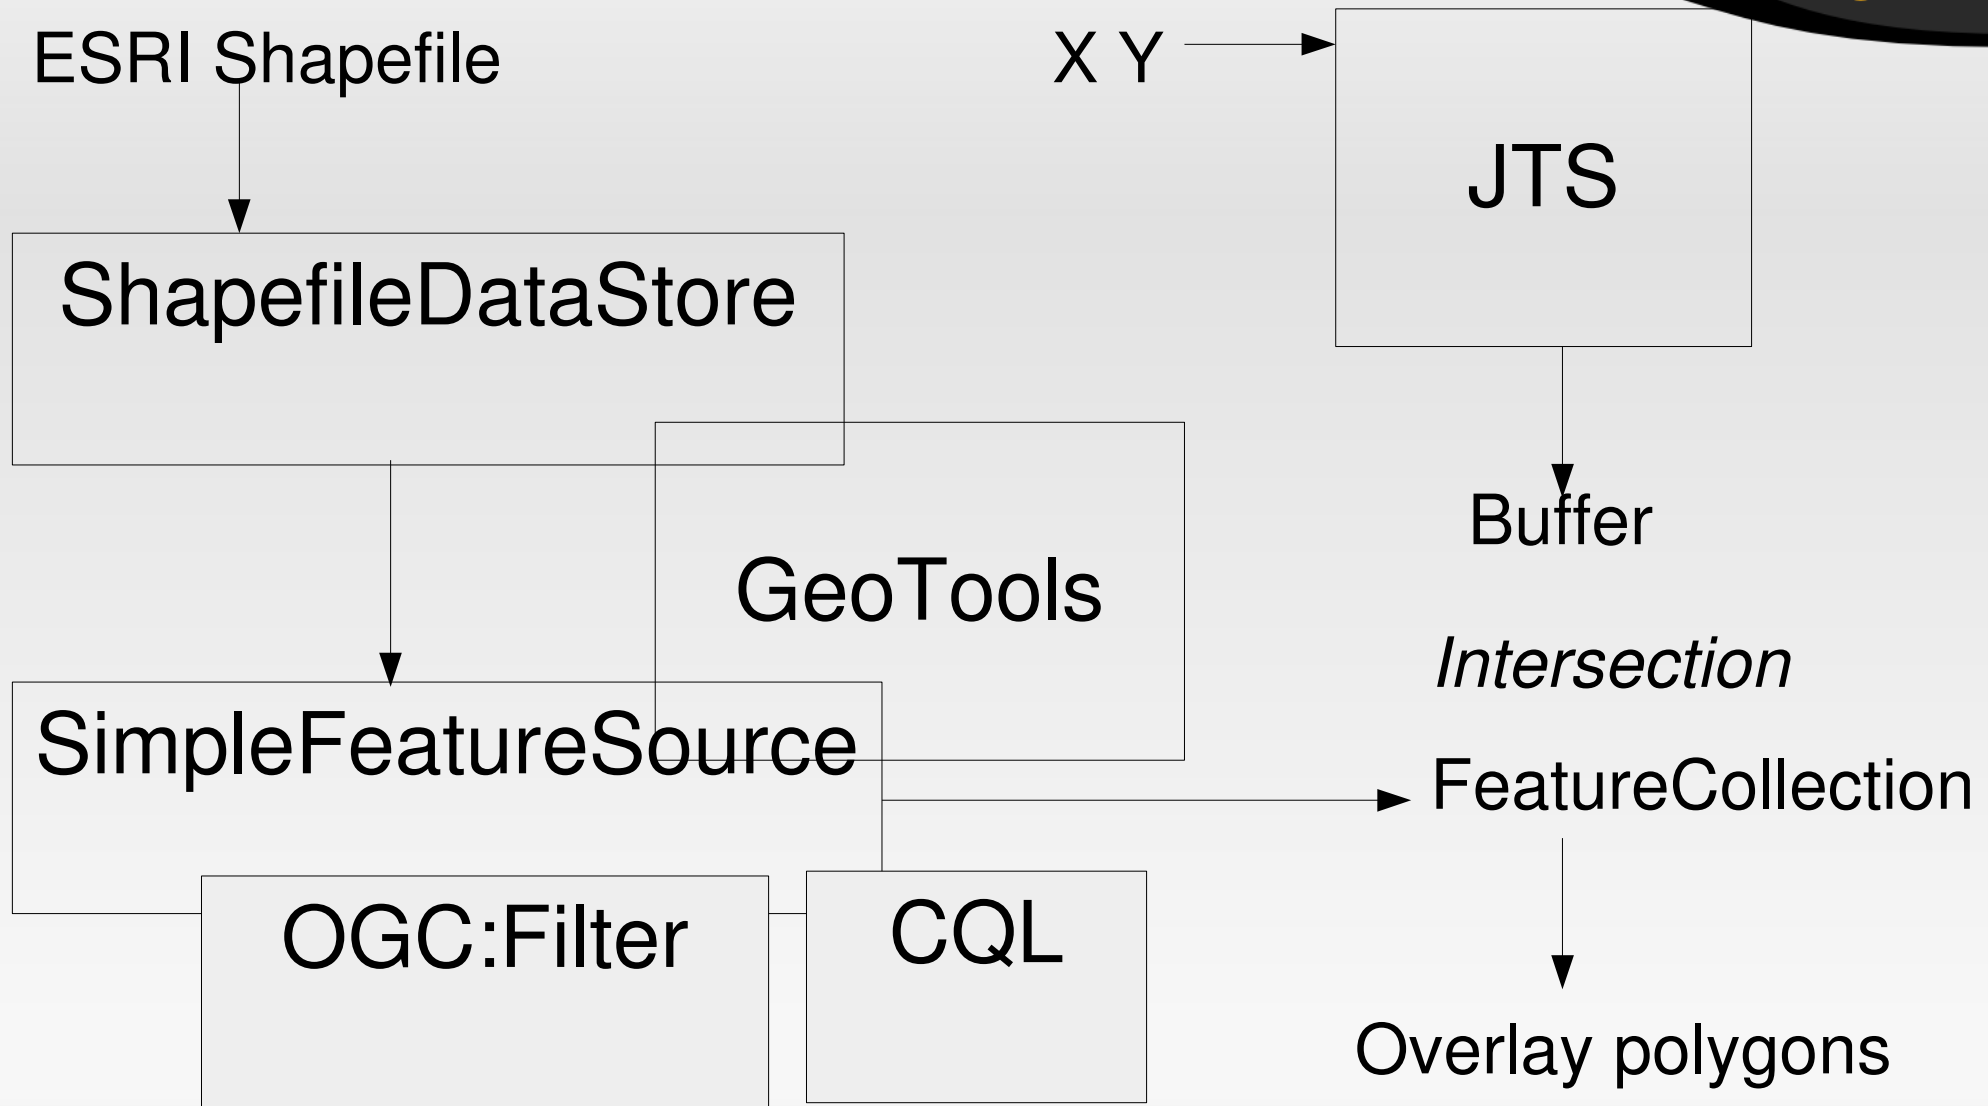 ESRI Shapefile
X Y
JTS
ShapefileDataStore
Buffer
GeoTools
Intersection
SimpleFeatureSource
FeatureCollection
OGC:Filter
CQL
Overlay polygons